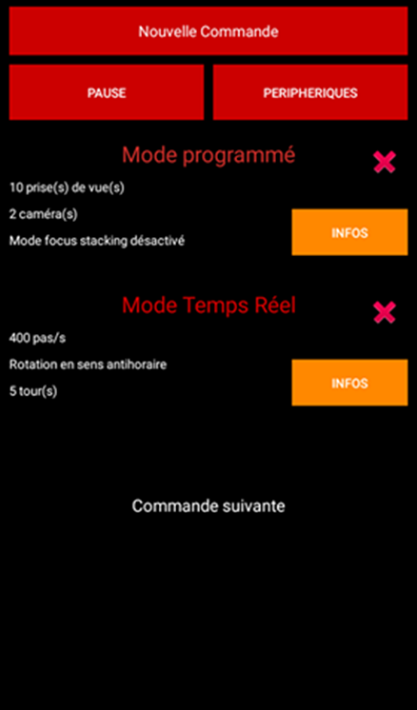 Nouvelle Commande
PAUSE PERIPHERIQUES
Mode programmé
10 prise(s) de vue(s)
2 caméra(s)
Mode focus stacking désactivé
INFOS
Mode Temps Réel
400 pas/s
Rotation en sens antihoraire
5 tour(s)
INFOS
Commande suivante